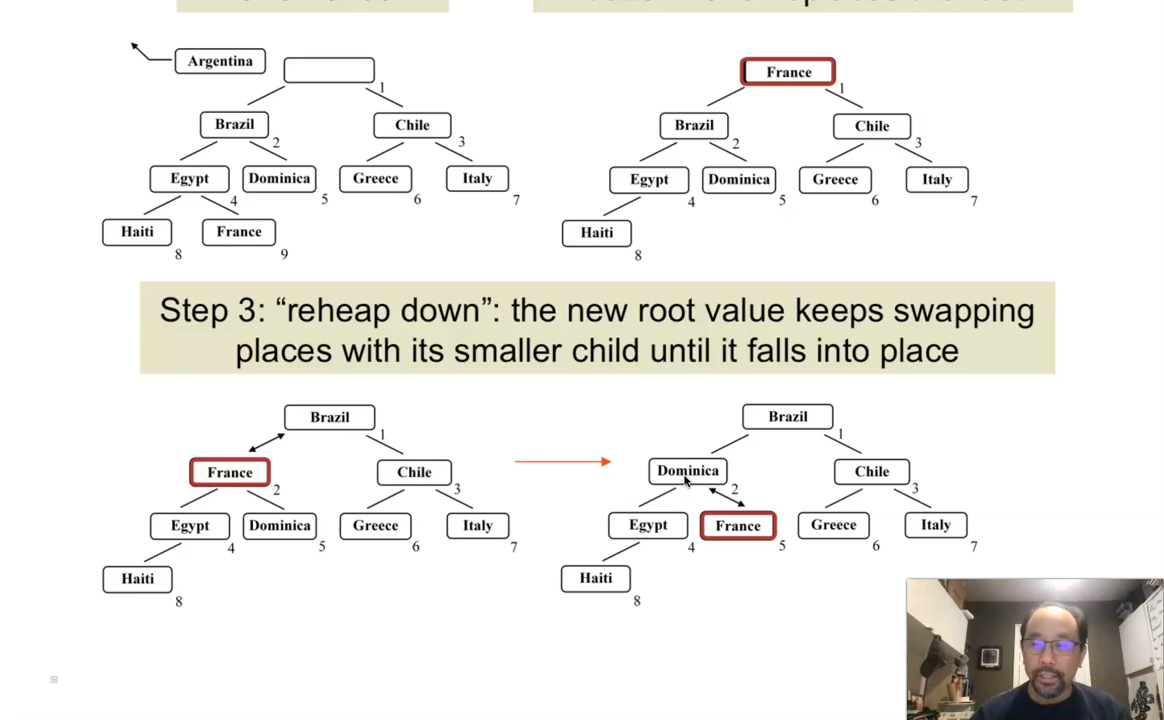 Argentina
1
Brazil
Chile
2
3
Egypt
Dominica
Greece
Italy
4
5
6
7
Haiti
France
8
9
France
1
Brazil
Chile
2
3
Egypt
Dominica
Greece
Italy
4
5
6
7
Haiti
8
Step 3: “reheap down”: the new root value keeps swapping
places with its smaller child until it falls into place
Brazil
1
France
Chile
2
3
Egypt
Dominica
Greece
Italy
4
5
6
7
Haiti
8
Brazil
1
Dominica
Chile
2
3
Egypt
France
Greece
Italy
4
5
6
7
Haiti
8